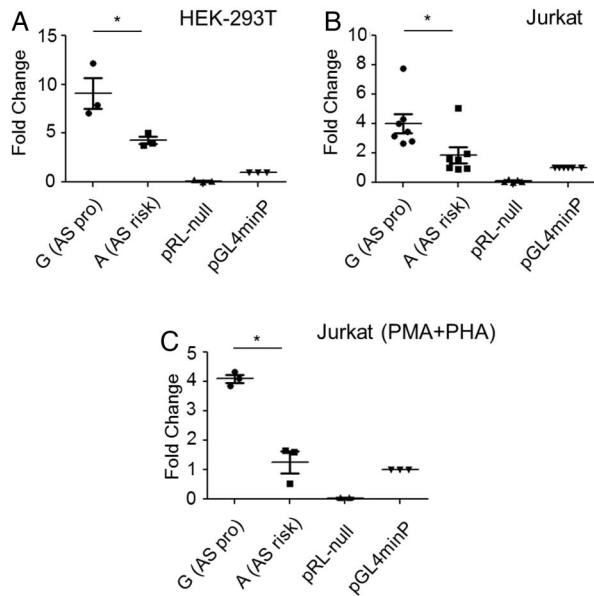 A
HEK-293T
*
Fold Change
15
10
5
0
G (AS pro)
A (AS risk)
pRL-null
pGL4minP
B
Jurkat
*
Fold Change
10
8
6
4
2
0
G (AS pro)
A (AS risk)
pRL-null
pGL4minP
C
Jurkat (PMA+PHA)
*
Fold Change
5
4
3
2
1
0
G (AS pro)
A (AS risk)
pRL-null
pGL4minP